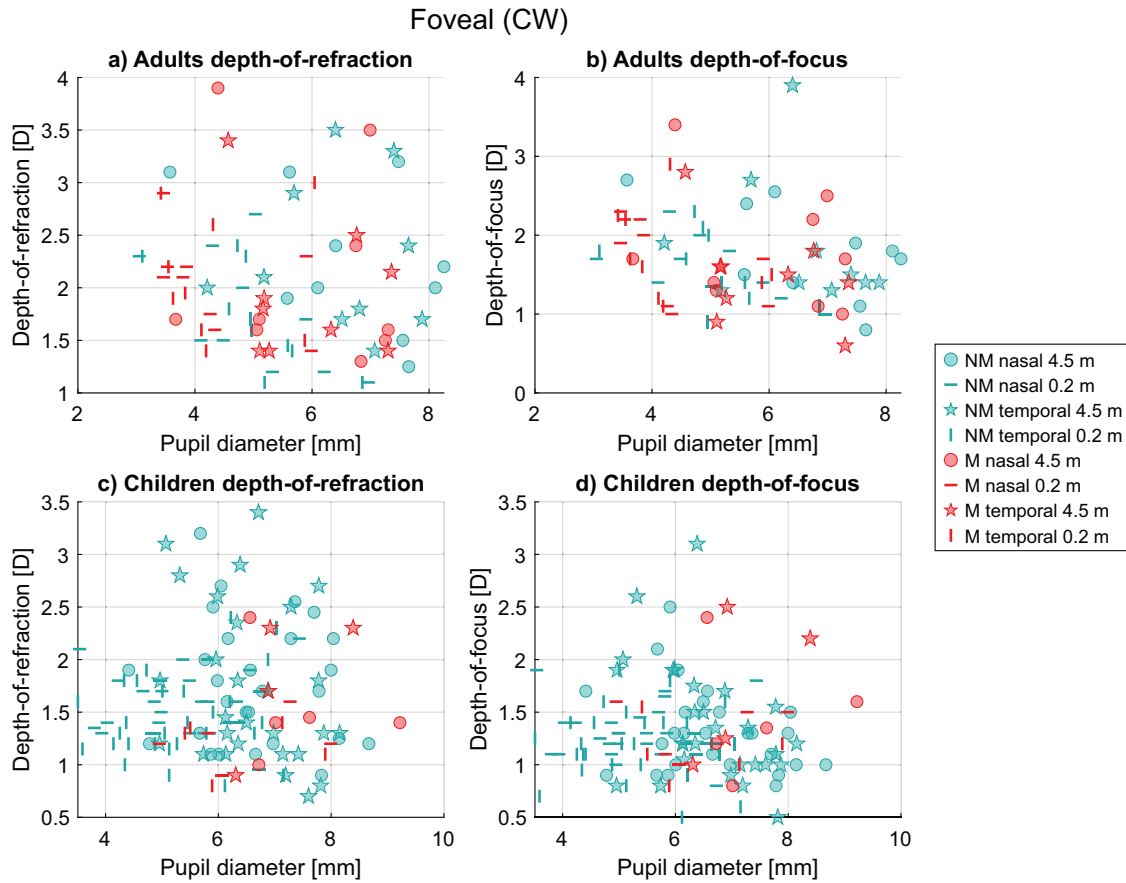 Foveal (CW)
a) Adults depth-of-refraction
b) Adults depth-of-focus
Depth-of-refraction [D]
4
3.5
3
2.5
2
1.5
1
2
4
6
8
Pupil diameter [mm]
Depth-of-focus [D]
4
3
2
1
0
2
4
6
8
Pupil diameter [mm]
NM nasal 4.5 m
NM nasal 0.2 m
NM temporal 4.5 m
NM temporal 0.2 m
M nasal 4.5 m
M nasal 0.2 m
M temporal 4.5 m
M temporal 0.2 m
c) Children depth-of-refraction
d) Children depth-of-focus
Depth-of-refraction [D]
3.5
3
2.5
2
1.5
1
0.5
4
6
8
10
Pupil diameter [mm]
Depth-of-focus [D]
3.5
3
2.5
2
1.5
1
0.5
4
6
8
10
Pupil diameter [mm]